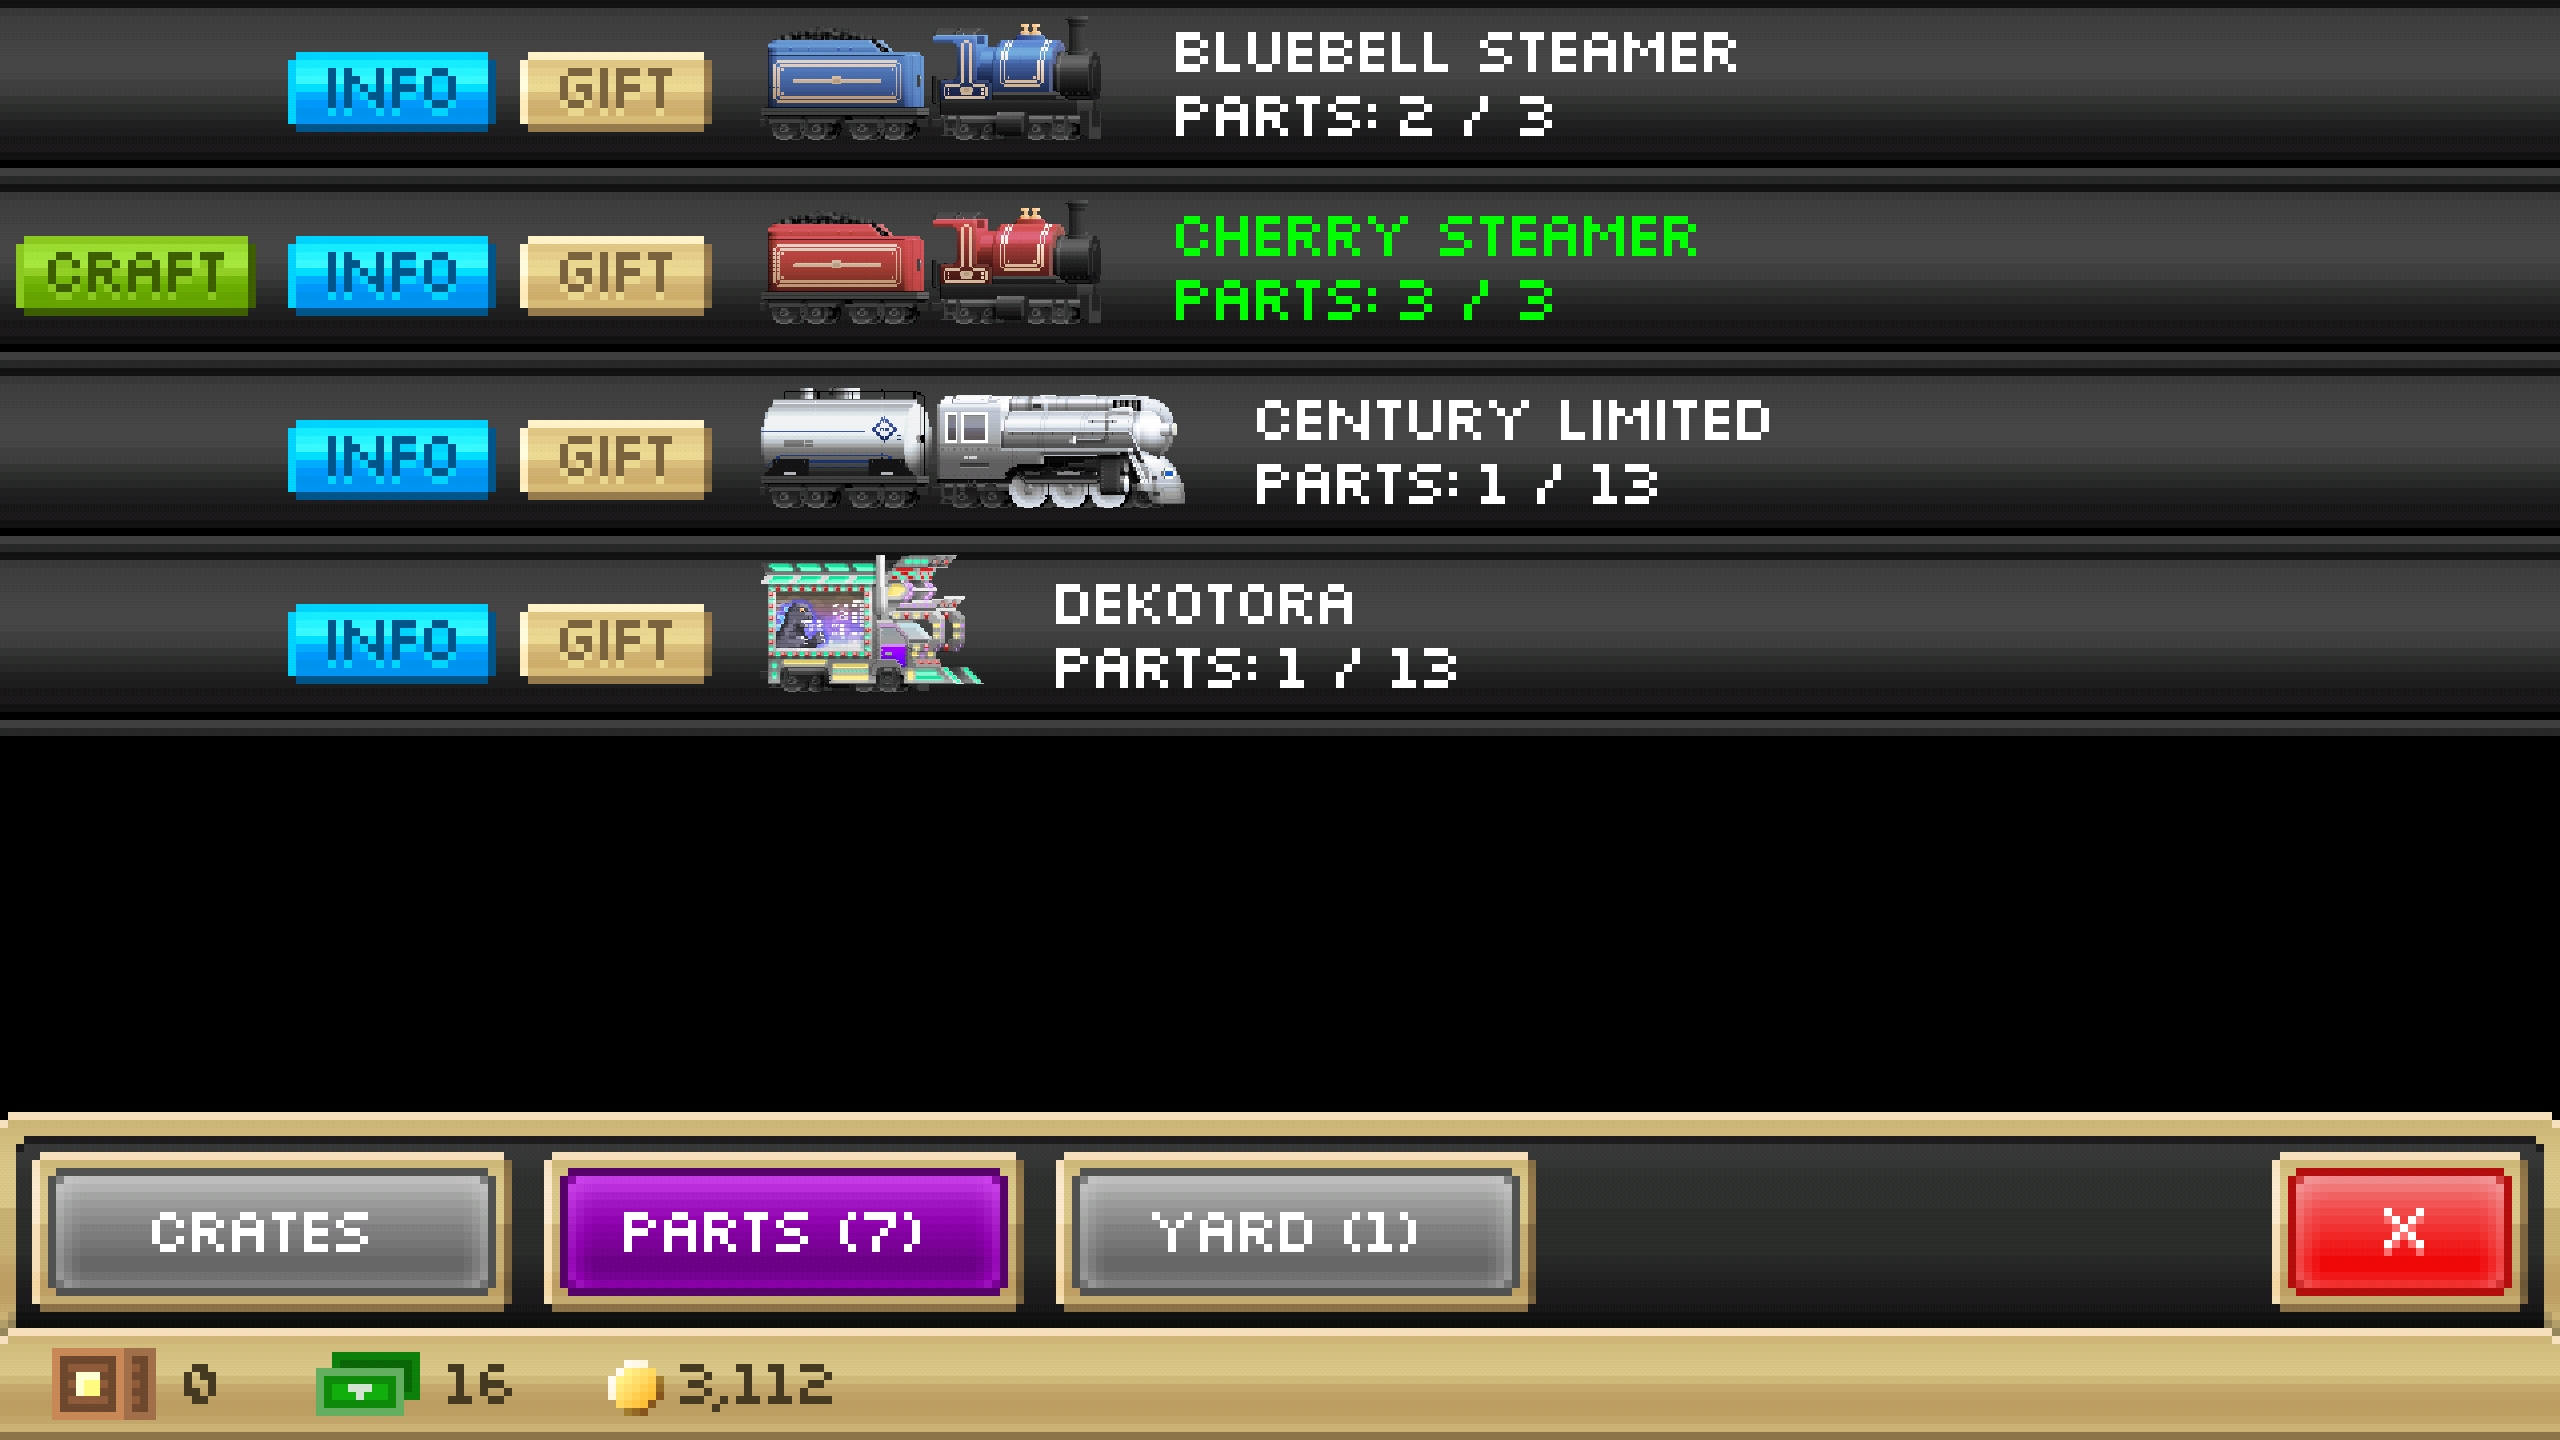 INFO GIFT BLUEBELL STEAMER
PARTS: 2 / 3
CRAFT INFO GIFT CHERRY STEAMER
PARTS: 3 / 3
INFO GIFT CENTURY LIMITED
PARTS: 1 / 13
INFO GIFT DEKOTORA
PARTS: 1 / 13
CRATES PARTS (7) YARD (1) X
0 16 3,112